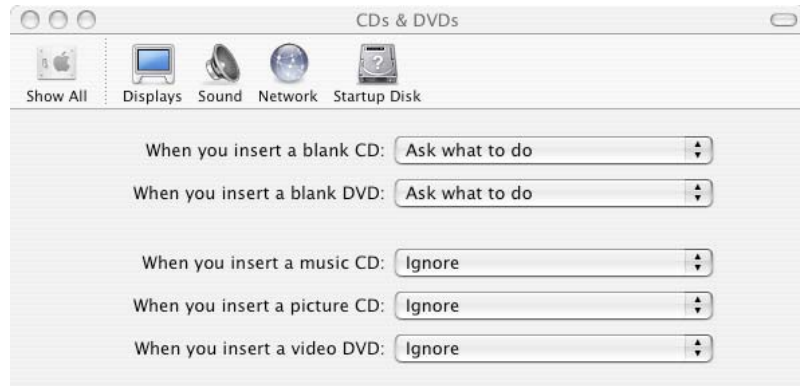 CDs & DVDs
Show All Displays Sound Network Startup Disk
When you insert a blank CD: Ask what to do
When you insert a blank DVD: Ask what to do
When you insert a music CD: Ignore
When you insert a picture CD: Ignore
When you insert a video DVD: Ignore